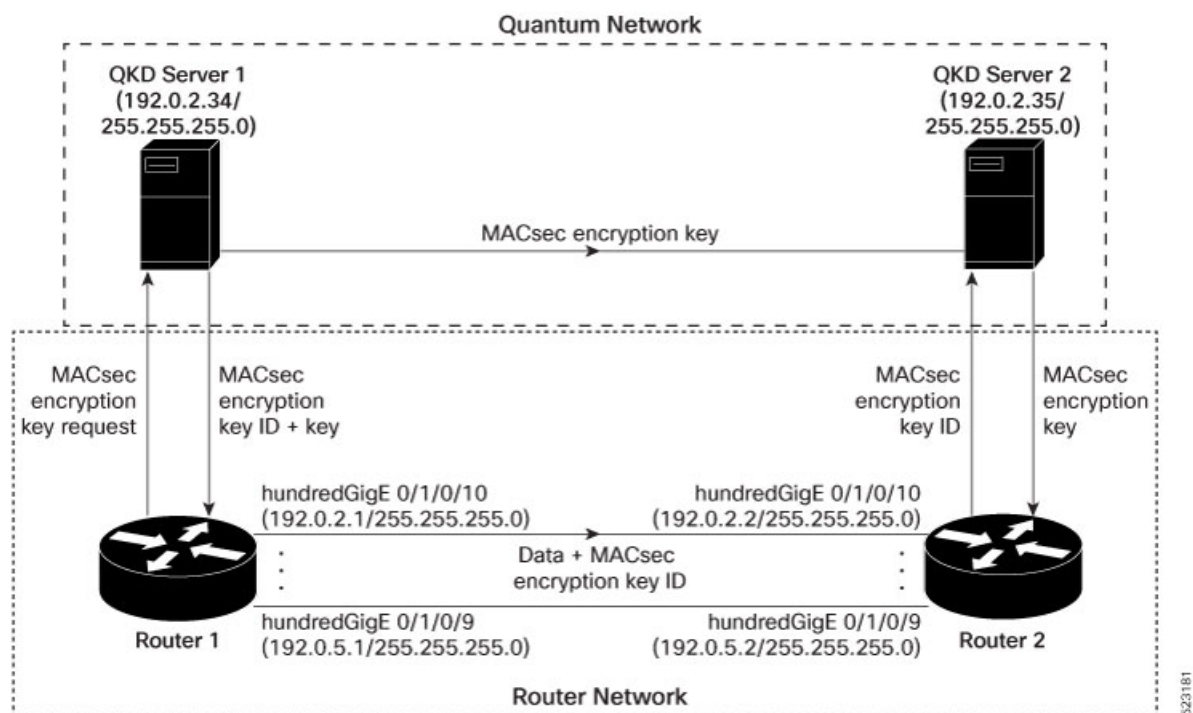 Quantum Network
QKD Server 1
(192.0.2.34/
255.255.255.0)
QKD Server 2
(192.0.2.35/
255.255.255.0)
MACsec encryption key
MACsec
encryption
key request
MACsec
encryption
key ID + key
MACsec
encryption
key ID
MACsec
encryption
key
hundredGigE 0/1/0/10
(192.0.2.1/255.255.255.0)
hundredGigE 0/1/0/10
(192.0.2.2/255.255.255.0)
Data + MACsec
encryption key ID
Router 1
hundredGigE 0/1/0/9
(192.0.5.1/255.255.255.0)
hundredGigE 0/1/0/9
(192.0.5.2/255.255.255.0)
Router 2
Router Network
523181